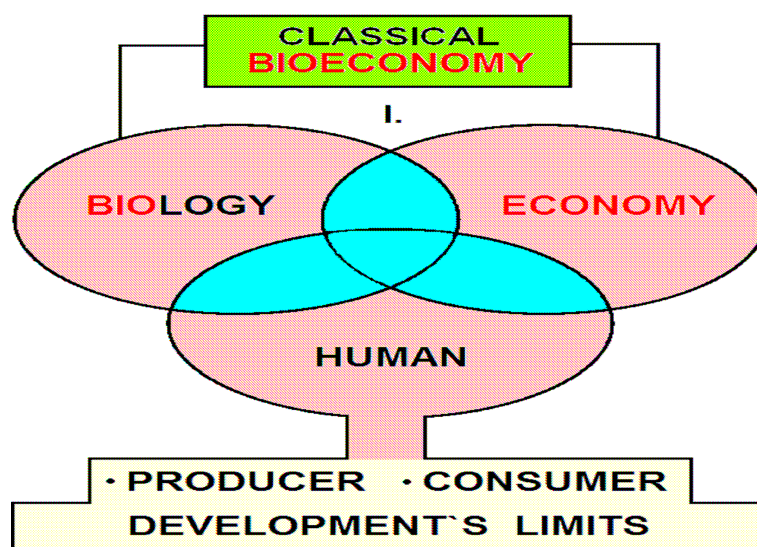 CLASSICAL
BIOECONOMY
I.
BIOLOGY ECONOMY
HUMAN
· PRODUCER · CONSUMER
DEVELOPMENT`S LIMITS